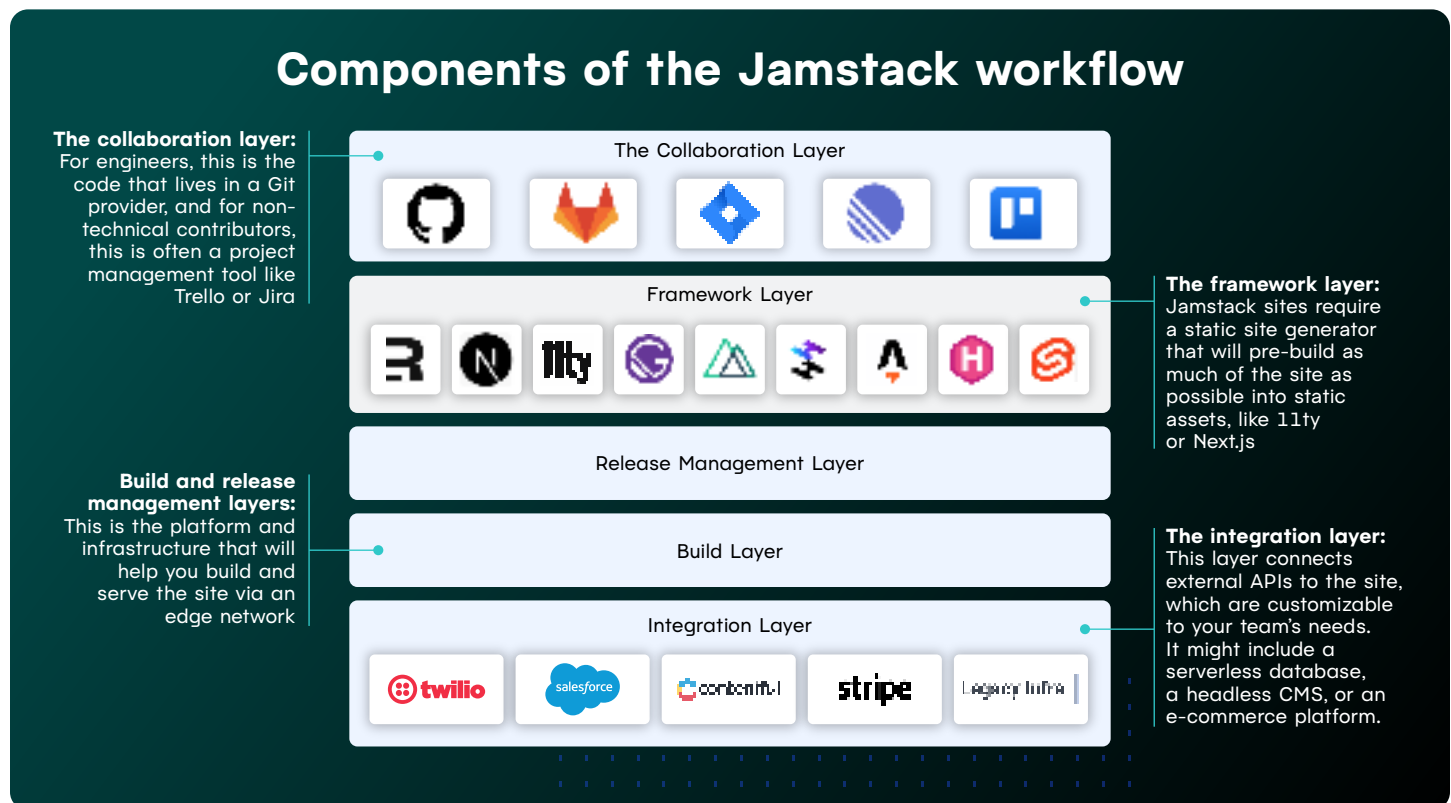 Components of the Jamstack workflow
The collaboration layer:
For engineers, this is the
code that lives in a Git
provider, and for non-
technical contributors,
this is often a project
management tool like
Trello or Jira
The Collaboration Layer
Framework Layer
11ty
The framework layer:
Jamstack sites require
a static site generator
that will pre-build as
much of the site as
possible into static
assets, like 11ty
or Next.js
Release Management Layer
Build and release
management layers:
This is the platform and
infrastructure that will
help you build and
serve the site via an
edge network
Build Layer
The integration layer:
This layer connects
external APIs to the site,
which are customizable
to your team's needs.
It might include a
serverless database,
a headless CMS, or an
e-commerce platform.
Integration Layer
twilio
salesforce
contentful
stripe
Legacy Infra